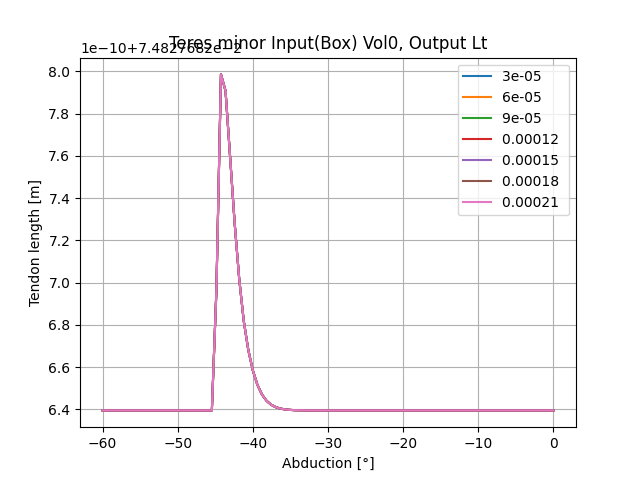 Teres minor Input(Box) Vol0, Output Lt
1e−10+7.4827682e−2
8.0
7.8
7.6
7.4
7.2
7.0
6.8
6.6
6.4
Tendon length [m]
3e-05
6e-05
9e-05
0.00012
0.00015
0.00018
0.00021
−60
−50
−40
−30
−20
−10
0
Abduction [°]